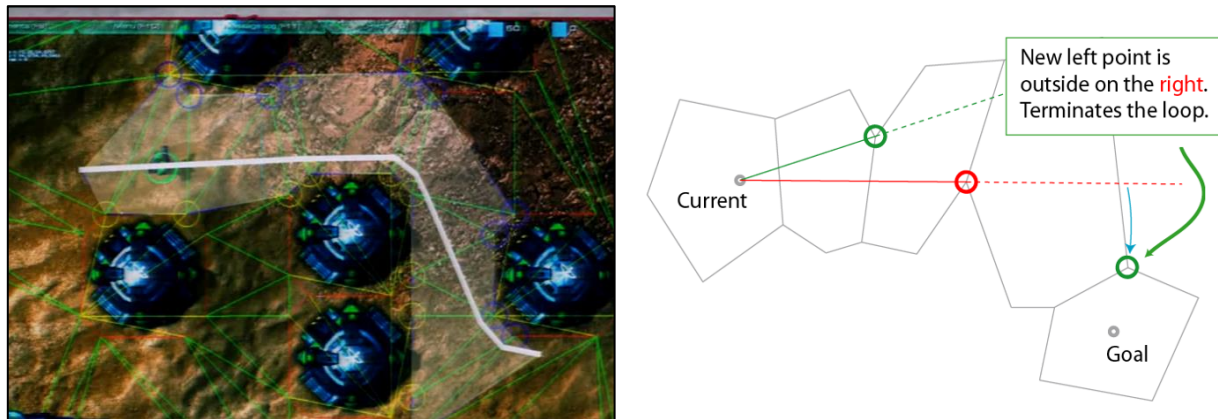 New left point is
outside on the right.
Terminates the loop.
Current
Goal